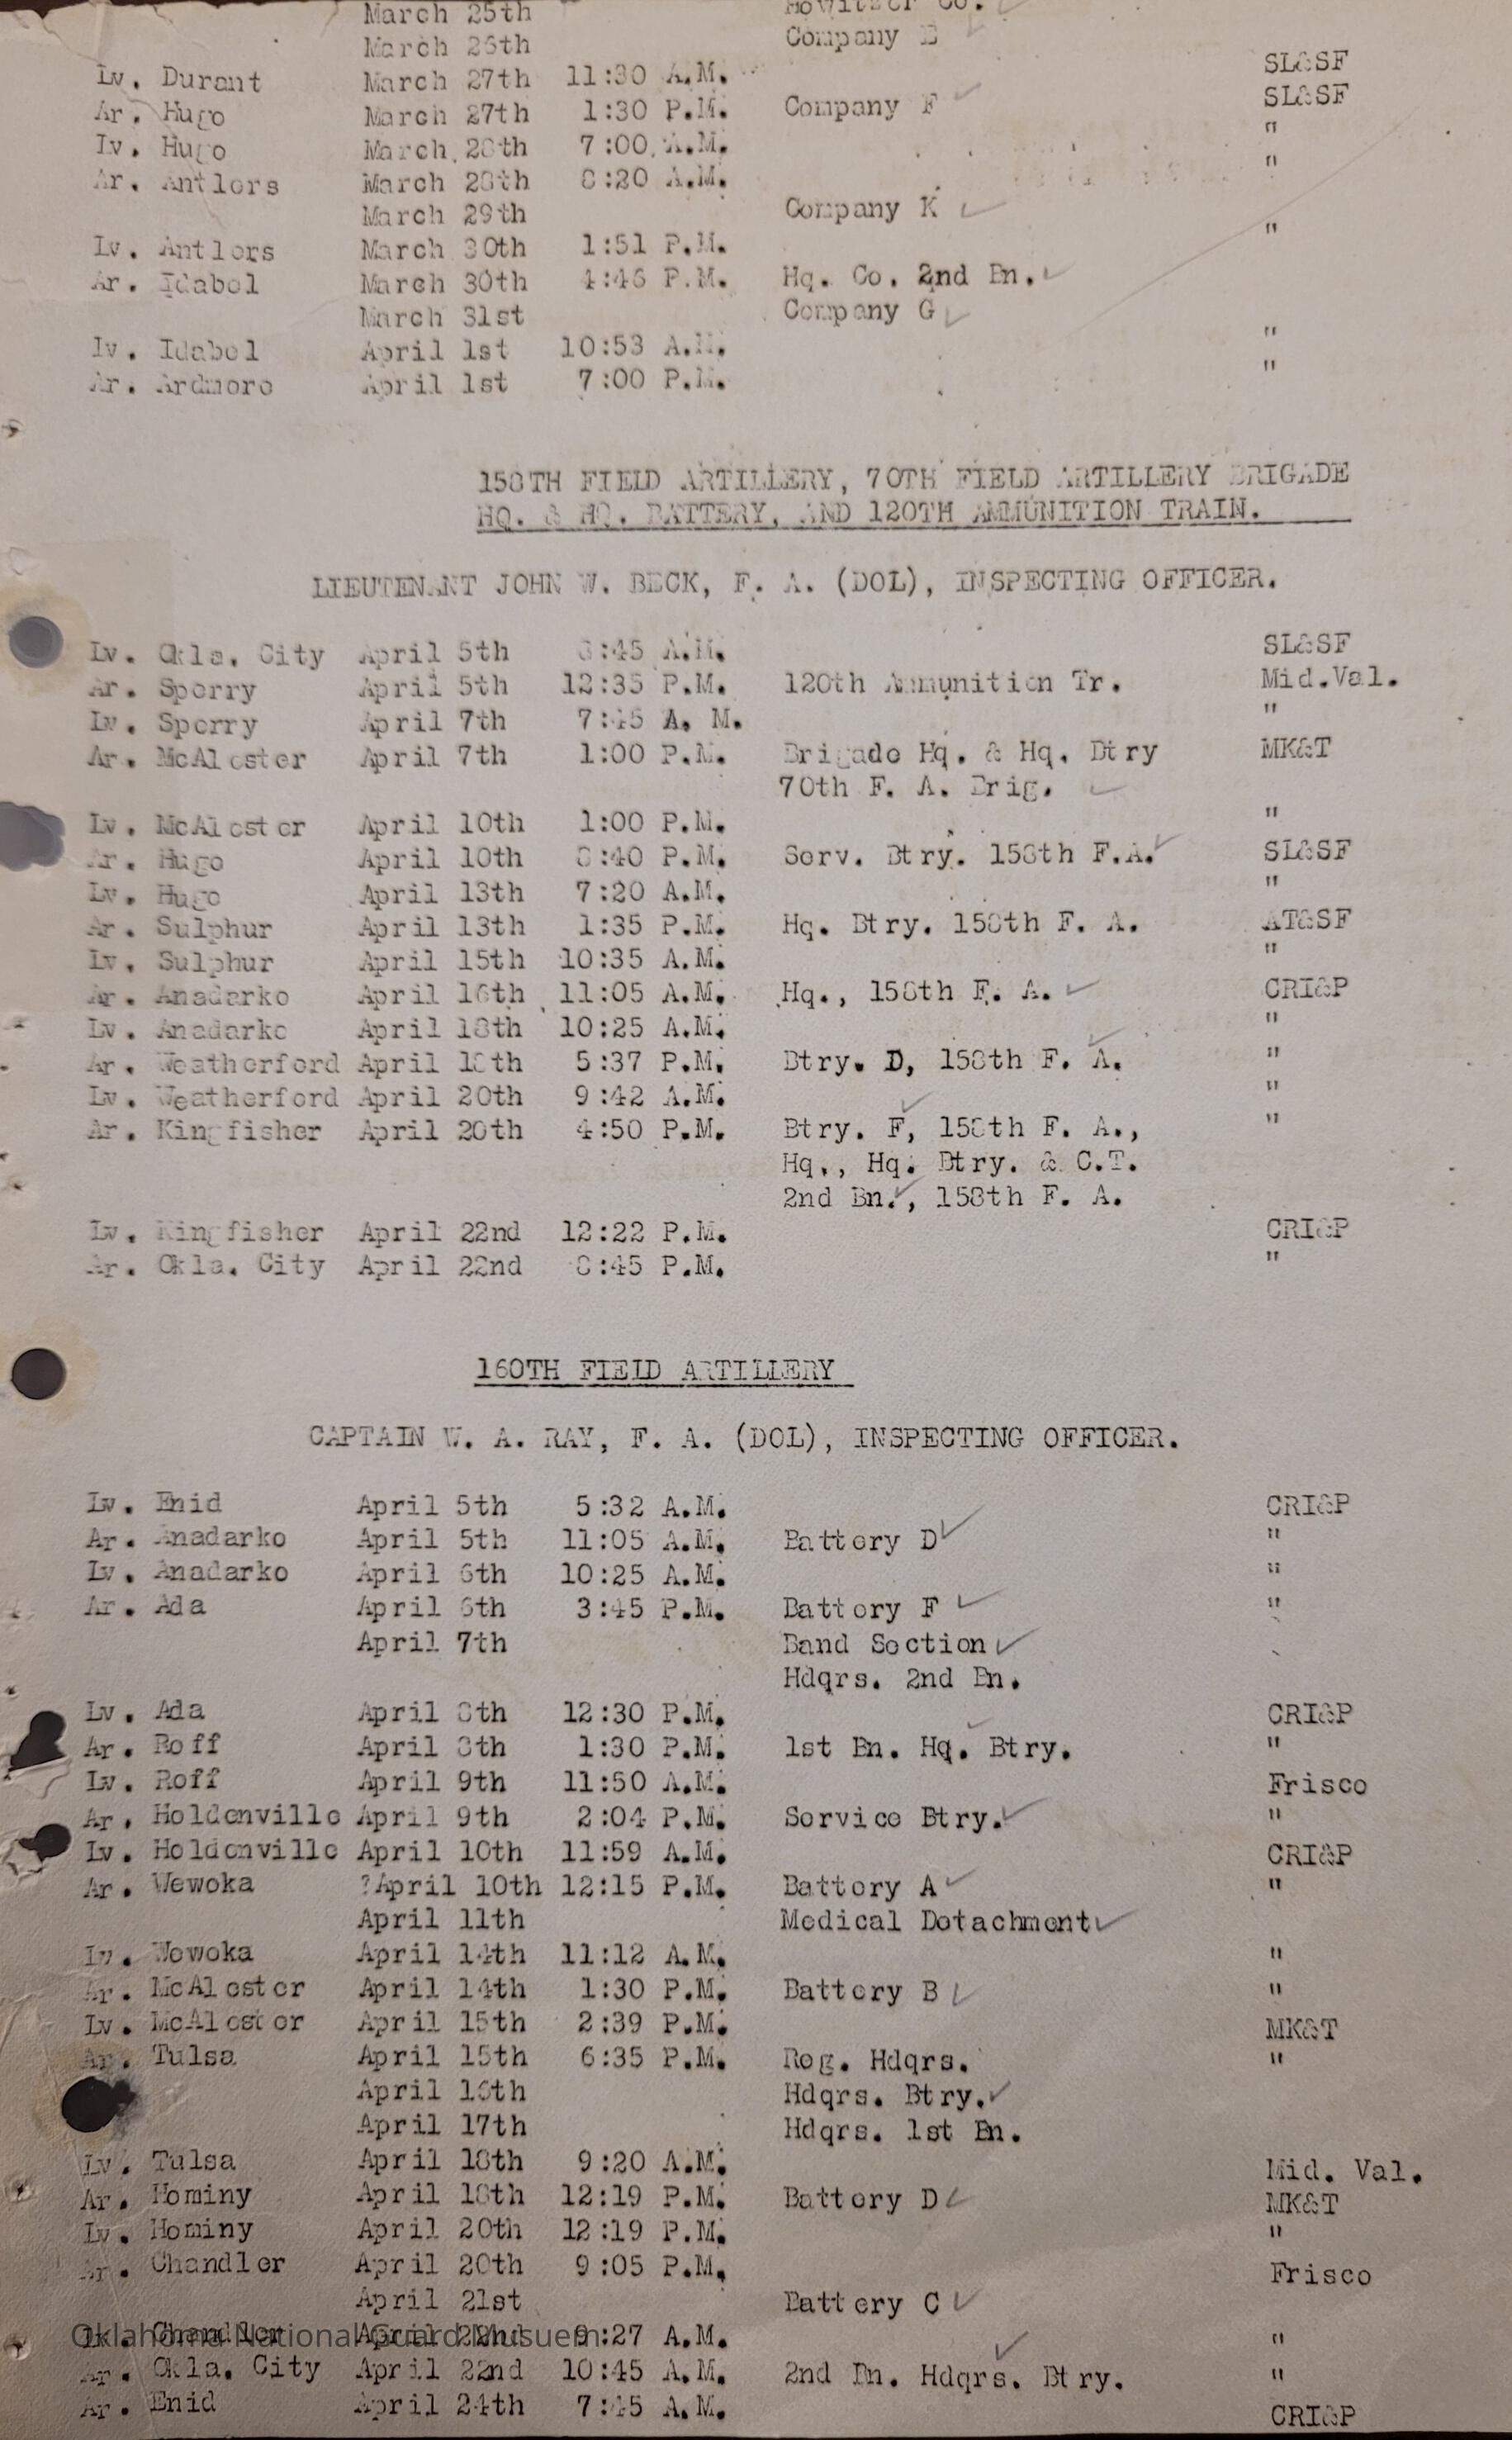 March 25th Howitzer Co.
March 26th Company E
Lv. Durant March 27th 11:30 A.M. SL&SF
Ar. Hugo March 27th 1:30 P.M. Company F SL&SF
Lv. Hugo March 28th 7:00 A.M. "
Ar. Antlers March 28th 8:20 A.M. "
March 29th Company K
Lv. Antlers March 30th 1:51 P.M. "
Ar. Idabel March 30th 4:46 P.M. Hq. Co. 2nd Bn.
March 31st Company G
Lv. Idabel April 1st 10:53 A.M. "
Ar. Ardmore April 1st 7:00 P.M. "
158TH FIELD ARTILLERY, 70TH FIELD ARTILLERY BRIGADE
HQ. & HQ. BATTERY, AND 120TH AMMUNITION TRAIN.
LIEUTENANT JOHN W. BECK, F. A. (DOL), INSPECTING OFFICER.
Lv. Okla. City April 5th 8:45 A.M. SL&SF
Ar. Sperry April 5th 12:35 P.M. 120th Ammunition Tr. Mid.Val.
Lv. Sperry April 7th 7:45 A. M. "
Ar. McAlester April 7th 1:00 P.M. Brigade Hq. & Hq. Btry MK&T
70th F. A. Brig.
Lv. McAlester April 10th 1:00 P.M. "
Ar. Hugo April 10th 8:40 P.M. Serv. Btry. 158th F.A. SL&SF
Lv. Hugo April 13th 7:20 A.M. "
Ar. Sulphur April 13th 1:35 P.M. Hq. Btry. 158th F. A. AT&SF
Lv. Sulphur April 15th 10:35 A.M. "
Ar. Anadarko April 16th 11:05 A.M. Hq., 158th F. A. CRI&P
Lv. Anadarko April 18th 10:25 A.M. "
Ar. Weatherford April 18th 5:37 P.M. Btry. D, 158th F. A. "
Lv. Weatherford April 20th 9:42 A.M. "
Ar. Kingfisher April 20th 4:50 P.M. Btry. F, 158th F. A., "
Hq., Hq. Btry. & C.T.
2nd Bn., 158th F. A.
Lv. Kingfisher April 22nd 12:22 P.M. CRI&P
Ar. Okla. City April 22nd 8:45 P.M. "
160TH FIELD ARTILLERY
CAPTAIN W. A. RAY, F. A. (DOL), INSPECTING OFFICER.
Lv. Enid April 5th 5:32 A.M. CRI&P
Ar. Anadarko April 5th 11:05 A.M. Battery D "
Lv. Anadarko April 6th 10:25 A.M. "
Ar. Ada April 6th 3:45 P.M. Battery F "
April 7th Band Section
Hdqrs. 2nd Bn.
Lv. Ada April 8th 12:30 P.M. CRI&P
Ar. Roff April 8th 1:30 P.M. 1st Bn. Hq. Btry. "
Lv. Roff April 9th 11:50 A.M. Frisco
Ar. Holdenville April 9th 2:04 P.M. Service Btry. "
Lv. Holdenville April 10th 11:59 A.M. CRI&P
Ar. Wewoka ?April 10th 12:15 P.M. Battery A "
April 11th Medical Detachment
Lv. Wewoka April 14th 11:12 A.M. "
Ar. McAlester April 14th 1:30 P.M. Battery B "
Lv. McAlester April 15th 2:39 P.M. MK&T
Ar. Tulsa April 15th 6:35 P.M. Reg. Hdqrs. "
April 16th Hdqrs. Btry.
April 17th Hdqrs. 1st Bn.
Lv. Tulsa April 18th 9:20 A.M. Mid. Val.
Ar. Hominy April 18th 12:19 P.M. Battery D MK&T
Lv. Hominy April 20th 12:19 P.M. "
Ar. Chandler April 20th 9:05 P.M. Frisco
April 21st Battery C
Lv. Chandler April 22nd 9:27 A.M. "
Oklahoma National Guard Musuem
Ar. Okla. City April 22nd 10:45 A.M. 2nd Bn. Hdqrs. Btry. "
Ar. Enid April 24th 7:45 A.M. CRI&P